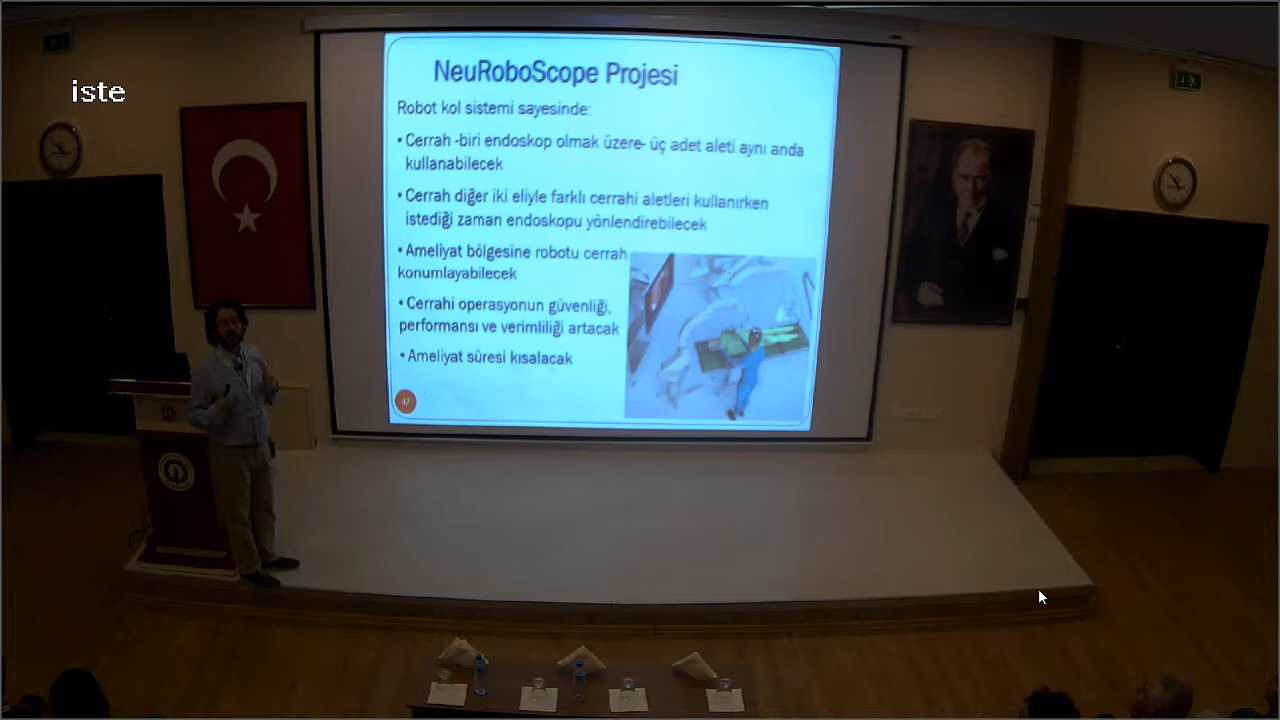 iste
NeuRoboScope Projesi
Robot kol sistemi sayesinde:
• Cerrah -biri endoskop olmak üzere- üç adet aleti aynı anda
kullanabilecek
• Cerrah diğer iki eliyle farklı cerrahi aletleri kullanırken
istediği zaman endoskopu yönlendirebilecek
• Ameliyat bölgesine robotu cerrah
konumlayabilecek
• Cerrahi operasyonun güvenliği,
performansı ve verimliliği artacak
• Ameliyat süresi kısalacak
47